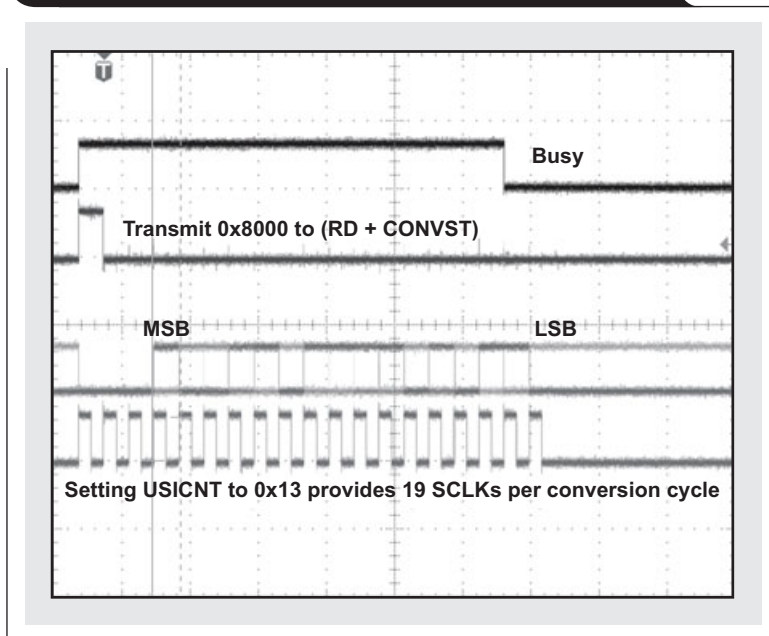 T
Busy
Transmit 0x8000 to (RD + CONVST)
MSB
LSB
Setting USICNT to 0x13 provides 19 SCLKs per conversion cycle